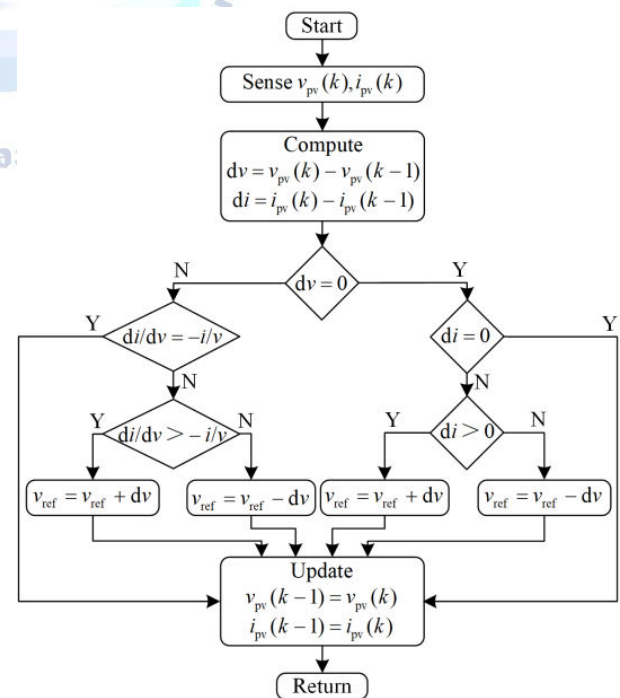 Start
Sense v_pv(k), i_pv(k)
Compute
dv = v_pv(k) − v_pv(k − 1)
di = i_pv(k) − i_pv(k − 1)
N
dv = 0
Y
Y
di/dv = −i/v
di = 0
Y
N
N
Y
di/dv > − i/v
N
Y
di > 0
N
v_ref = v_ref + dv
v_ref = v_ref − dv
v_ref = v_ref + dv
v_ref = v_ref − dv
Update
v_pv(k − 1) = v_pv(k)
i_pv(k − 1) = i_pv(k)
Return